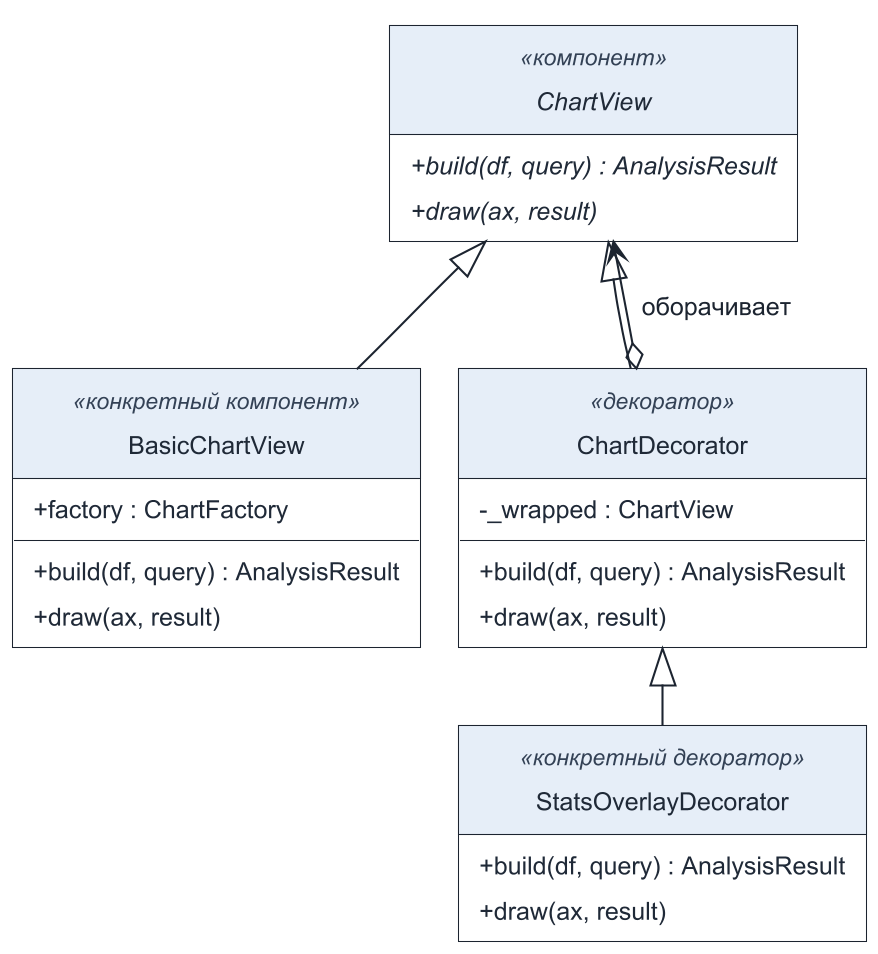 «компонент»
ChartView
+build(df, query) : AnalysisResult
+draw(ax, result)
оборачивает
«конкретный компонент»
BasicChartView
+factory : ChartFactory
+build(df, query) : AnalysisResult
+draw(ax, result)
«декоратор»
ChartDecorator
-_wrapped : ChartView
+build(df, query) : AnalysisResult
+draw(ax, result)
«конкретный декоратор»
StatsOverlayDecorator
+build(df, query) : AnalysisResult
+draw(ax, result)